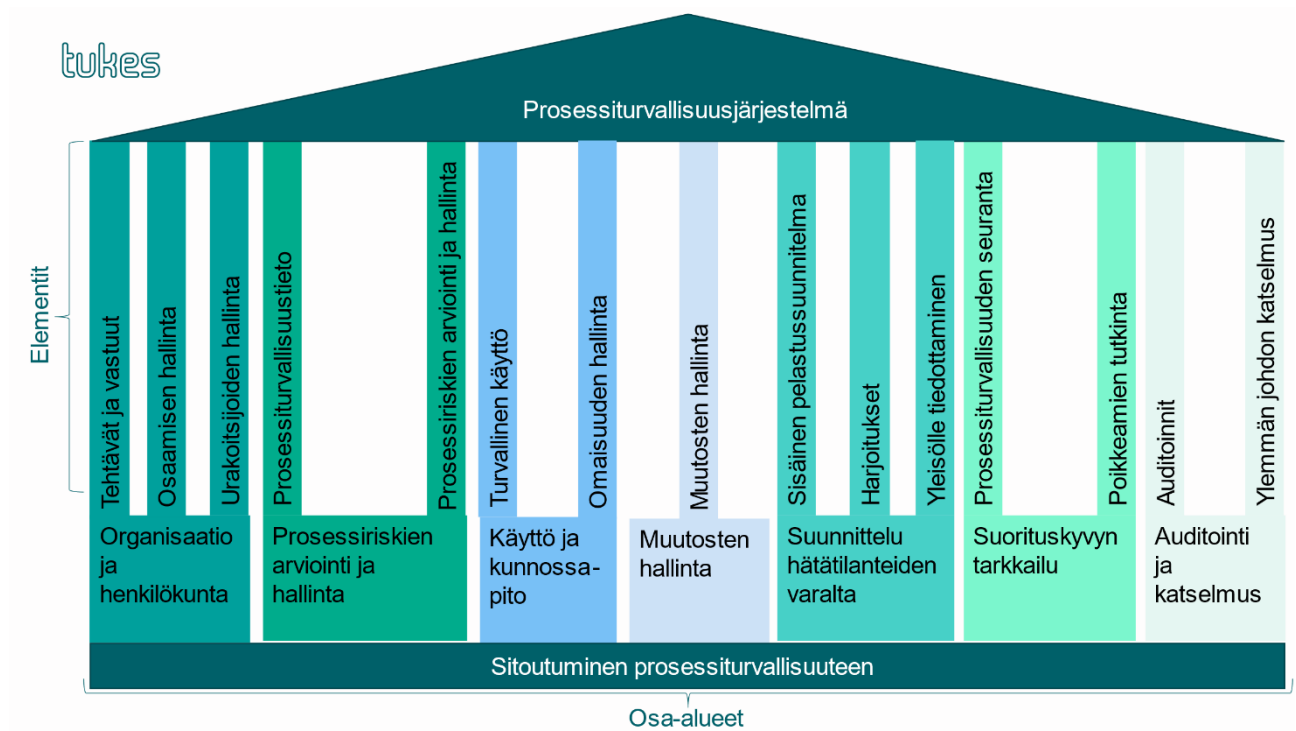 tukes
Prosessiturvallisuusjärjestelmä
Elementit
Tehtävät ja vastuut
Osaamisen hallinta
Urakoitsijoiden hallinta
Prosessiturvallisuustieto
Prosessiriskien arviointi ja hallinta
Turvallinen käyttö
Omaisuuden hallinta
Muutosten hallinta
Sisäinen pelastussuunnitelma
Harjoitukset
Yleisölle tiedottaminen
Prosessiturvallisuuden seuranta
Poikkeamien tutkinta
Auditoinnit
Ylemmän johdon katselmus
Organisaatio
ja
henkilökunta
Prosessiriskien
arviointi ja
hallinta
Käyttö ja
kunnossa-
pito
Muutosten
hallinta
Suunnittelu
hätätilanteiden
varalta
Suorituskyvyn
tarkkailu
Auditointi
ja
katselmus
Sitoutuminen prosessiturvallisuuteen
Osa-alueet